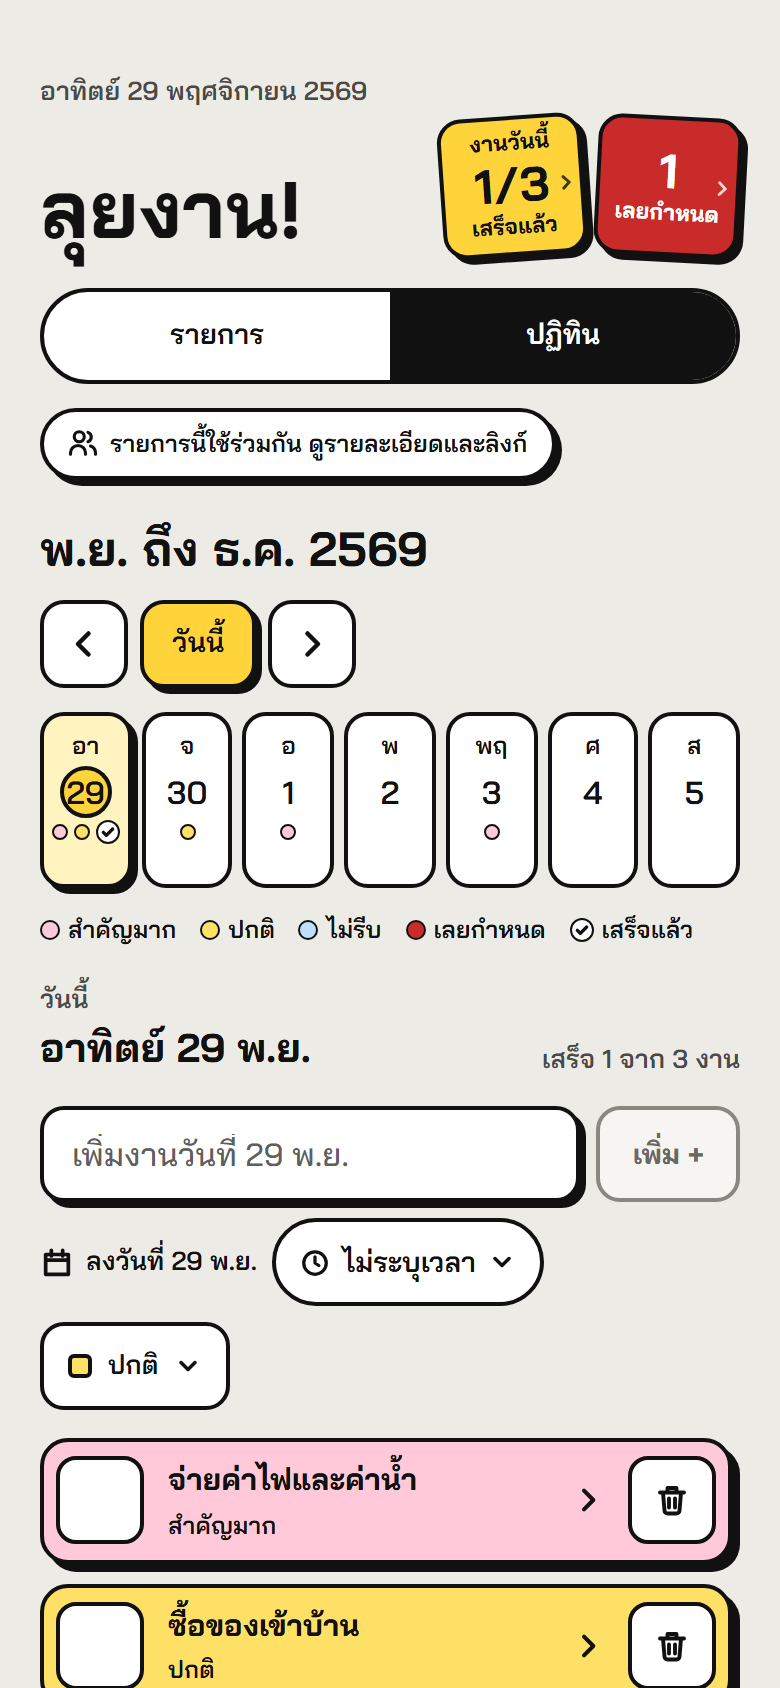 อาทิตย์ 29 พฤศจิกายน 2569
ลุยงาน!
งานวันนี้
1/3
เสร็จแล้ว
1
เลยกำหนด
รายการ
ปฏิทิน
รายการนี้ใช้ร่วมกัน ดูรายละเอียดและลิงก์
พ.ย. ถึง ธ.ค. 2569
วันนี้
อา จ อ พ พฤ ศ ส
29 30 1 2 3 4 5
สำคัญมาก ปกติ ไม่รีบ เลยกำหนด เสร็จแล้ว
วันนี้
อาทิตย์ 29 พ.ย.
เสร็จ 1 จาก 3 งาน
เพิ่มงานวันที่ 29 พ.ย.
เพิ่ม +
ลงวันที่ 29 พ.ย.
ไม่ระบุเวลา
ปกติ
จ่ายค่าไฟและค่าน้ำ
สำคัญมาก
ซื้อของเข้าบ้าน
ปกติ